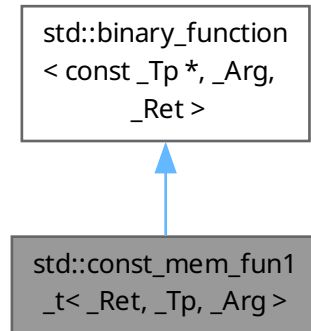 std::binary_function
< const _Tp *, _Arg,
_Ret >
std::const_mem_fun1
_t< _Ret, _Tp, _Arg >